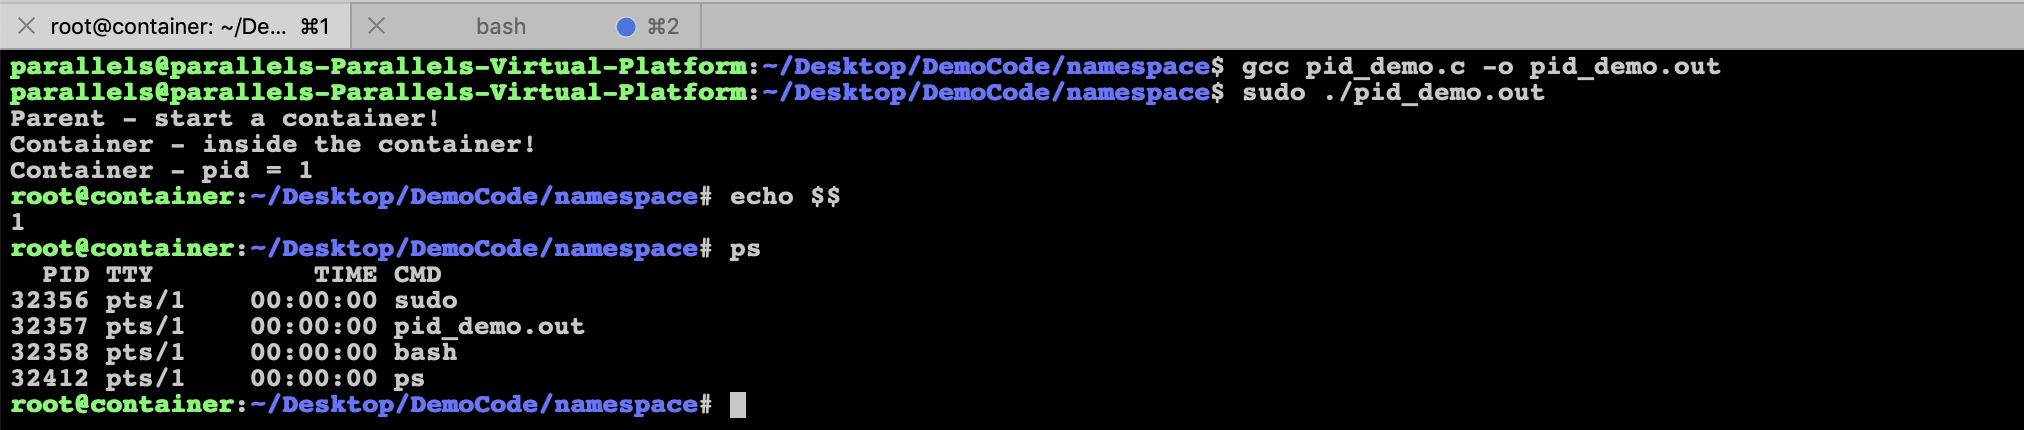 root@container: ~/De... ⌘1 bash ⌘2
parallels@parallels-Parallels-Virtual-Platform:~/Desktop/DemoCode/namespace$ gcc pid_demo.c -o pid_demo.out
parallels@parallels-Parallels-Virtual-Platform:~/Desktop/DemoCode/namespace$ sudo ./pid_demo.out
Parent - start a container!
Container - inside the container!
Container - pid = 1
root@container:~/Desktop/DemoCode/namespace# echo $$
1
root@container:~/Desktop/DemoCode/namespace# ps
  PID TTY          TIME CMD
32356 pts/1    00:00:00 sudo
32357 pts/1    00:00:00 pid_demo.out
32358 pts/1    00:00:00 bash
32412 pts/1    00:00:00 ps
root@container:~/Desktop/DemoCode/namespace#